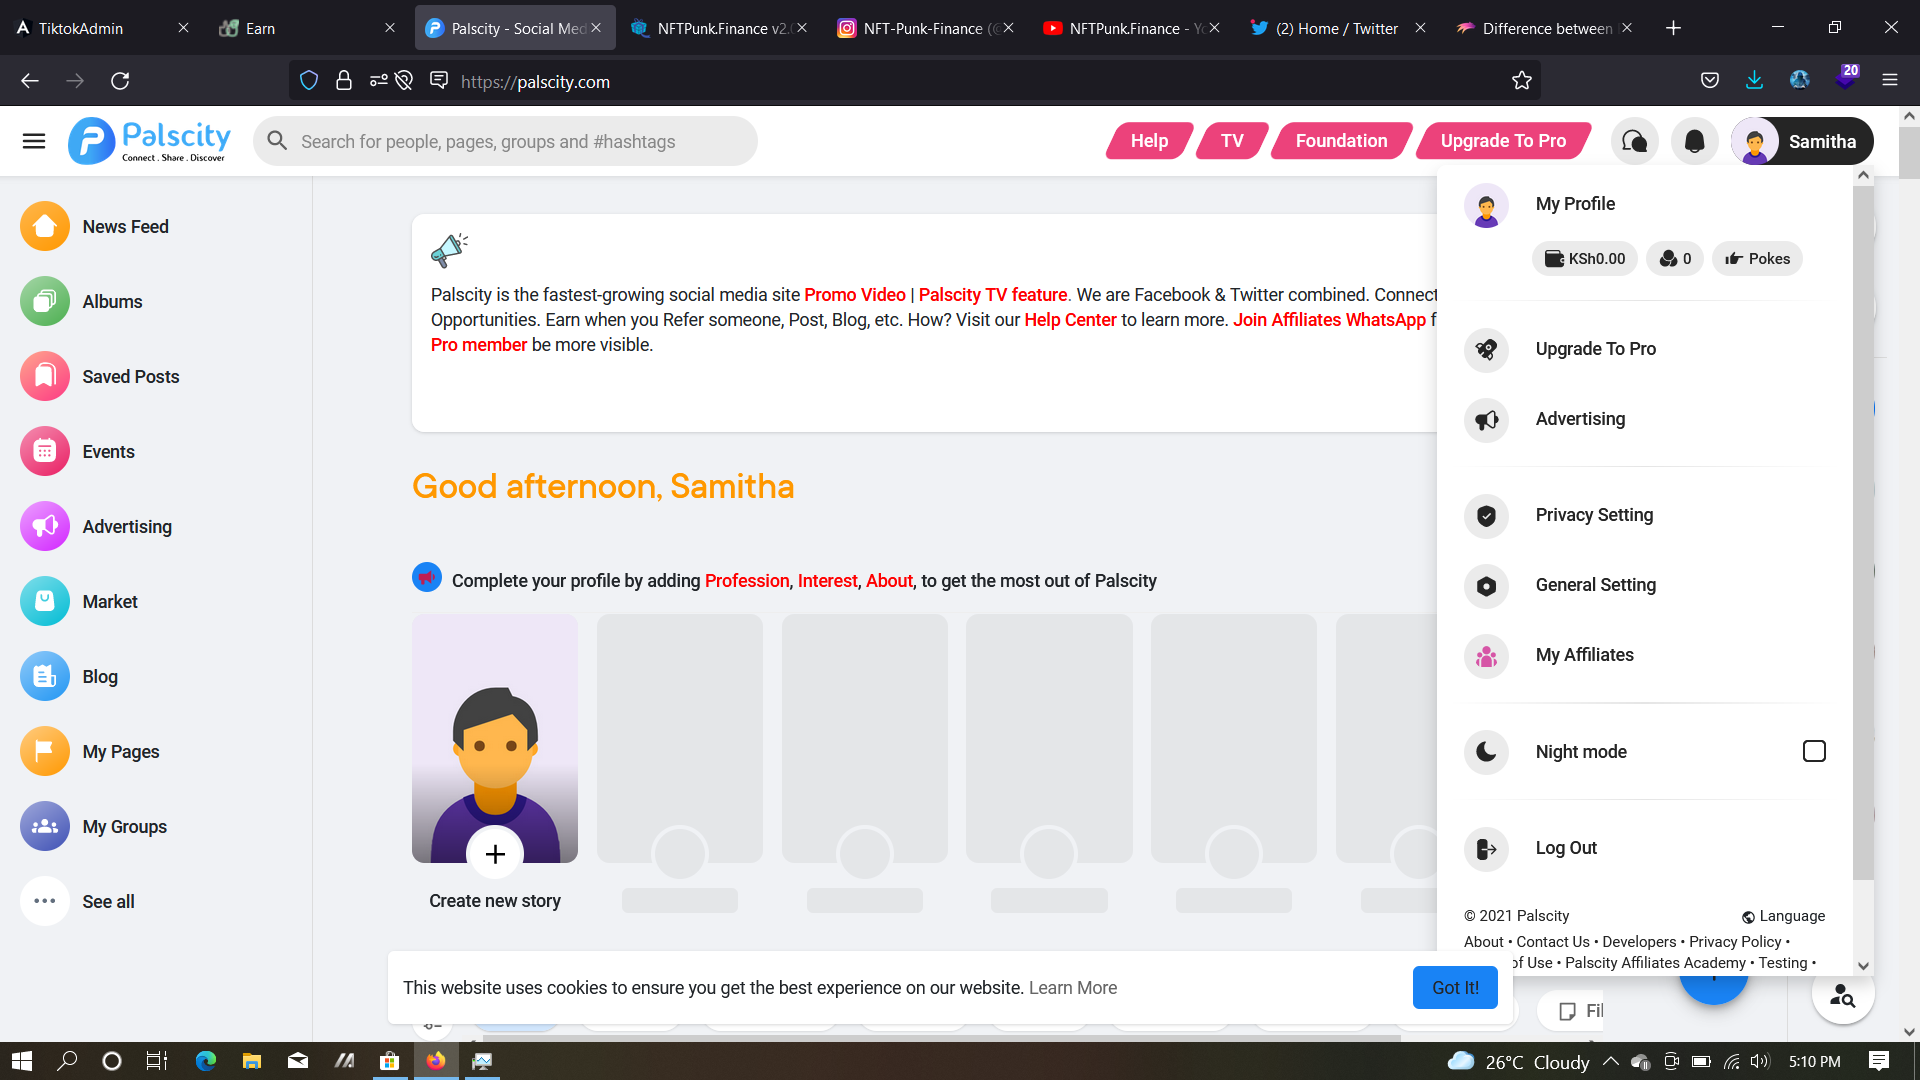 TiktokAdmin
Earn
Palscity - Social Med
NFTPunk.Finance v2.0
NFT-Punk-Finance (@
NFTPunk.Finance - Yo
(2) Home / Twitter
Difference between
https://palscity.com
20
Palscity
Connect . Share . Discover
Search for people, pages, groups and #hashtags
Help
TV
Foundation
Upgrade To Pro
Samitha
News Feed
Albums
Saved Posts
Events
Advertising
Market
Blog
My Pages
My Groups
See all
Palscity is the fastest-growing social media site Promo Video | Palscity TV feature. We are Facebook & Twitter combined. Connect
Opportunities. Earn when you Refer someone, Post, Blog, etc. How? Visit our Help Center to learn more. Join Affiliates WhatsApp f
Pro member be more visible.
Good afternoon, Samitha
Complete your profile by adding Profession, Interest, About, to get the most out of Palscity
Create new story
My Profile
KSh0.00
0
Pokes
Upgrade To Pro
Advertising
Privacy Setting
General Setting
My Affiliates
Night mode
Log Out
© 2021 Palscity
Language
About • Contact Us • Developers • Privacy Policy •
of Use • Palscity Affiliates Academy • Testing •
This website uses cookies to ensure you get the best experience on our website. Learn More
Got It!
Fil
26°C Cloudy
5:10 PM